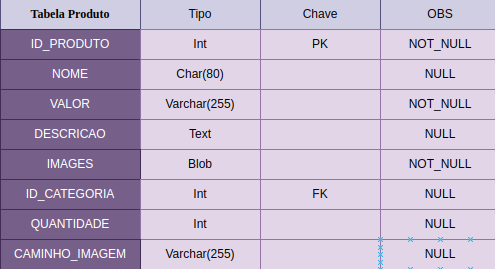 Tabela Produto Tipo Chave OBS
ID_PRODUTO Int PK NOT_NULL
NOME Char(80) NULL
VALOR Varchar(255) NOT_NULL
DESCRICAO Text NULL
IMAGES Blob NOT_NULL
ID_CATEGORIA Int FK NULL
QUANTIDADE Int NULL
CAMINHO_IMAGEM Varchar(255) NULL